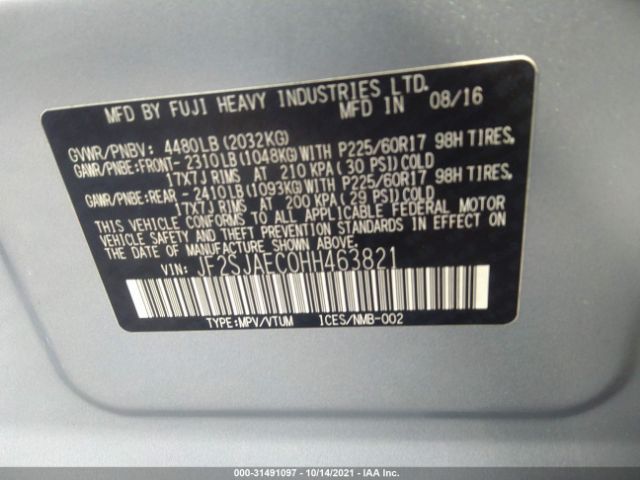 MFD BY FUJI HEAVY INDUSTRIES LTD.
MFD IN 08/16
GVWR/PNBV: 4480LB(2032KG)
GAWR/PNBE:FRONT-2310LB(1048KG)WITH P225/60R17 98H TIRES,
17X7J RIMS AT 210 KPA(30 PSI)COLD
GAWR/PNBE:REAR -2410LB(1093KG)WITH P225/60R17 98H TIRES,
17X7J RIMS AT 200 KPA(29 PSI)COLD
THIS VEHICLE CONFORMS TO ALL APPLICABLE FEDERAL MOTOR
VEHICLE SAFETY AND THEFT PREVENTION STANDARDS IN EFFECT ON
THE DATE OF MANUFACTURE SHOWN ABOVE.
VIN: JF2SJAEC0HH463821
TYPE:MPV/VTUM ICES/NMB-002
000-31491097 - 10/14/2021 - IAA Inc.